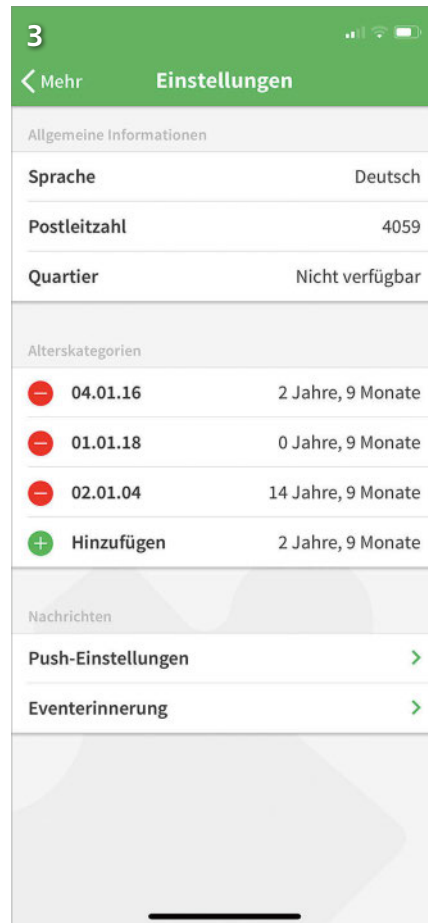 3
Mehr Einstellungen
Allgemeine Informationen
Sprache Deutsch
Postleitzahl 4059
Quartier Nicht verfügbar
Alterskategorien
04.01.16 2 Jahre, 9 Monate
01.01.18 0 Jahre, 9 Monate
02.01.04 14 Jahre, 9 Monate
Hinzufügen 2 Jahre, 9 Monate
Nachrichten
Push-Einstellungen
Eventerinnerung